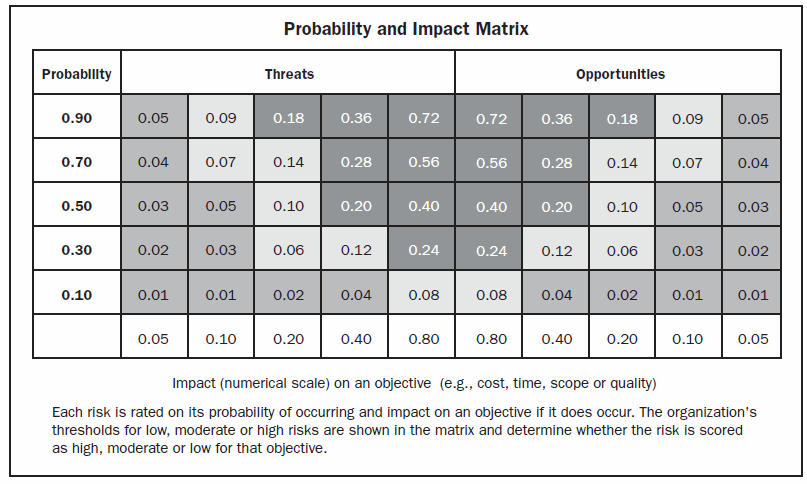 Probability and Impact Matrix
Probability Threats Opportunities
0.90 0.05 0.09 0.18 0.36 0.72 0.72 0.36 0.18 0.09 0.05
0.70 0.04 0.07 0.14 0.28 0.56 0.56 0.28 0.14 0.07 0.04
0.50 0.03 0.05 0.10 0.20 0.40 0.40 0.20 0.10 0.05 0.03
0.30 0.02 0.03 0.06 0.12 0.24 0.24 0.12 0.06 0.03 0.02
0.10 0.01 0.01 0.02 0.04 0.08 0.08 0.04 0.02 0.01 0.01
0.05 0.10 0.20 0.40 0.80 0.80 0.40 0.20 0.10 0.05
Impact (numerical scale) on an objective (e.g., cost, time, scope or quality)
Each risk is rated on its probability of occurring and impact on an objective if it does occur. The organization's
thresholds for low, moderate or high risks are shown in the matrix and determine whether the risk is scored
as high, moderate or low for that objective.